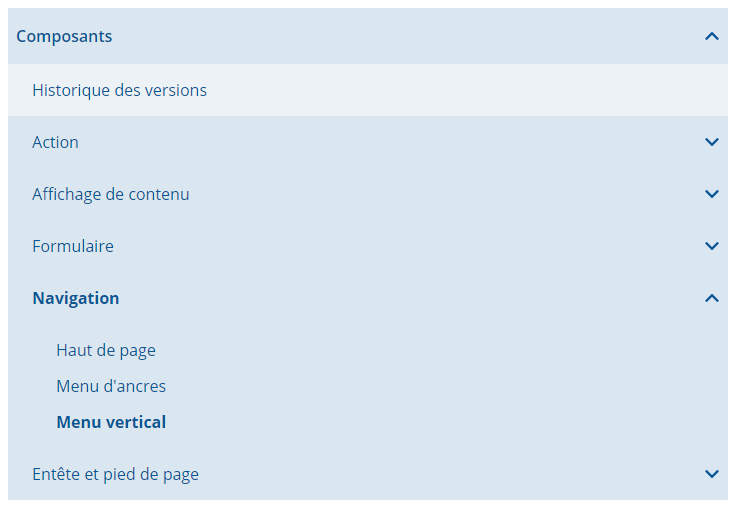 Composants
Historique des versions
Action
Affichage de contenu
Formulaire
Navigation
Haut de page
Menu d'ancres
Menu vertical
Entête et pied de page